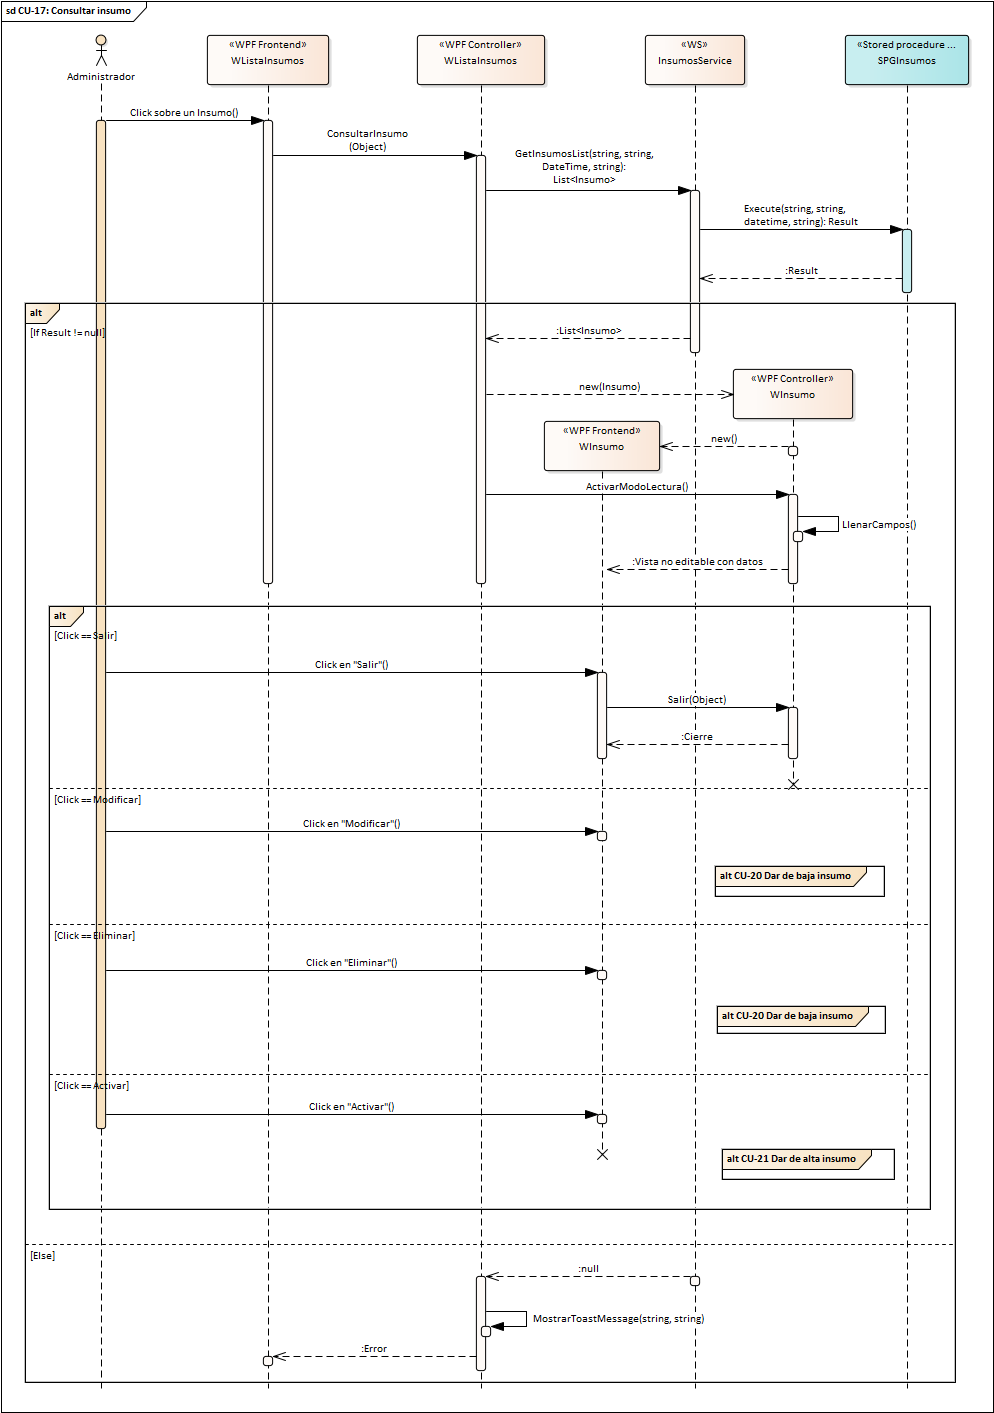 sd CU-17: Consultar insumo
Administrador
«WPF Frontend»
WListaInsumos
«WPF Controller»
WListaInsumos
«WS»
InsumosService
«Stored procedure ...
SPGInsumos
Click sobre un Insumo()
ConsultarInsumo
(Object)
GetInsumosList(string, string,
DateTime, string):
List<Insumo>
Execute(string, string,
datetime, string): Result
:Result
alt
[If Result != null]
:List<Insumo>
«WPF Controller»
WInsumo
new(Insumo)
«WPF Frontend»
WInsumo
new()
ActivarModoLectura()
LlenarCampos()
:Vista no editable con datos
alt
[Click == Salir]
Click en "Salir"()
Salir(Object)
:Cierre
[Click == Modificar]
Click en "Modificar"()
alt CU-20 Dar de baja insumo
[Click == Eliminar]
Click en "Eliminar"()
alt CU-20 Dar de baja insumo
[Click == Activar]
Click en "Activar"()
alt CU-21 Dar de alta insumo
[Else]
:null
MostrarToastMessage(string, string)
:Error